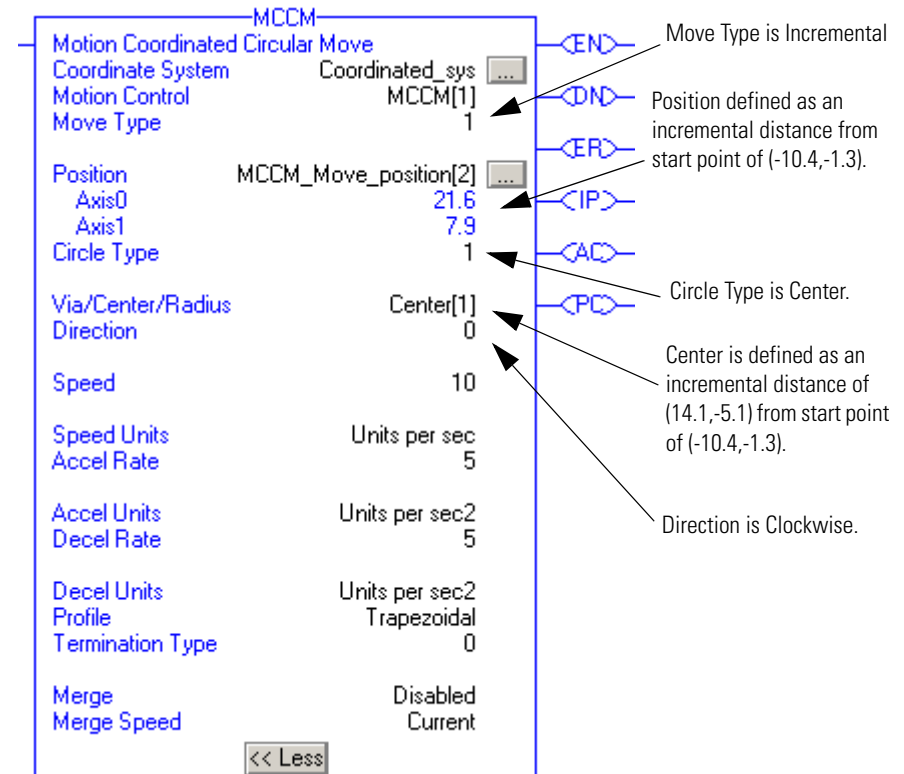 MCCM
Motion Coordinated Circular Move
Coordinate System Coordinated_sys ...
Motion Control MCCM[1]
Move Type 1
Position MCCM_Move_position[2] ...
Axis0 21.6
Axis1 7.9
Circle Type 1
Via/Center/Radius Center[1]
Direction 0
Speed 10
Speed Units Units per sec
Accel Rate 5
Accel Units Units per sec2
Decel Rate 5
Decel Units Units per sec2
Profile Trapezoidal
Termination Type 0
Merge Disabled
Merge Speed Current
<< Less
EN
DN
ER
IP
AC
PC
Move Type is Incremental
Position defined as an
incremental distance from
start point of (-10.4,-1.3).
Circle Type is Center.
Center is defined as an
incremental distance of
(14.1,-5.1) from start point
of (-10.4,-1.3).
Direction is Clockwise.